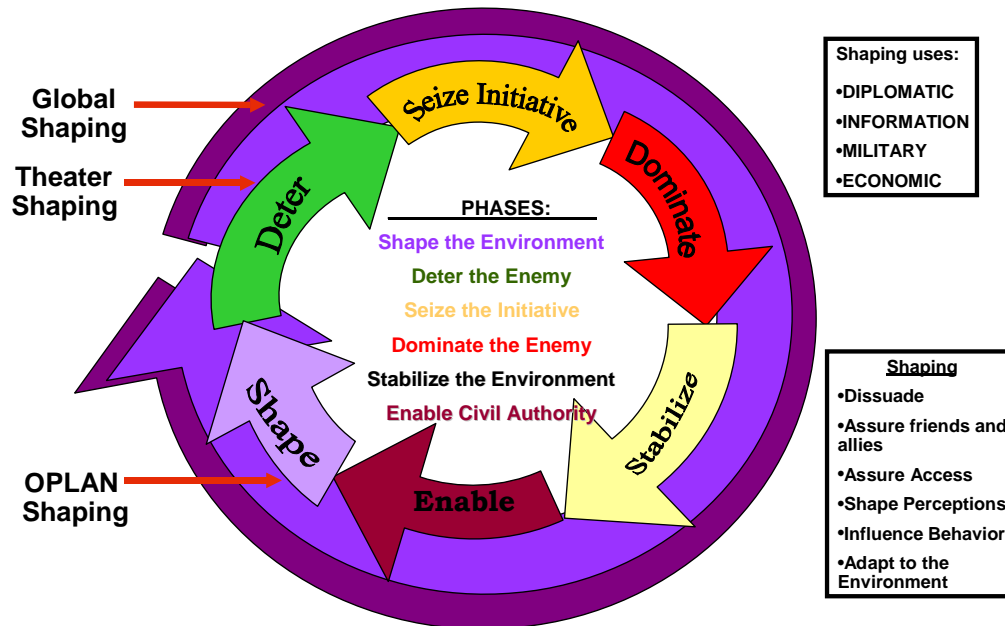 Global
Shaping
Theater
Shaping
OPLAN
Shaping
Seize Initiative
Dominate
Stabilize
Enable
Shape
Deter
PHASES:
Shape the Environment
Deter the Enemy
Seize the Initiative
Dominate the Enemy
Stabilize the Environment
Enable Civil Authority
Shaping uses:
•DIPLOMATIC
•INFORMATION
•MILITARY
•ECONOMIC
Shaping
•Dissuade
•Assure friends and
allies
•Assure Access
•Shape Perceptions
•Influence Behavior
•Adapt to the
Environment